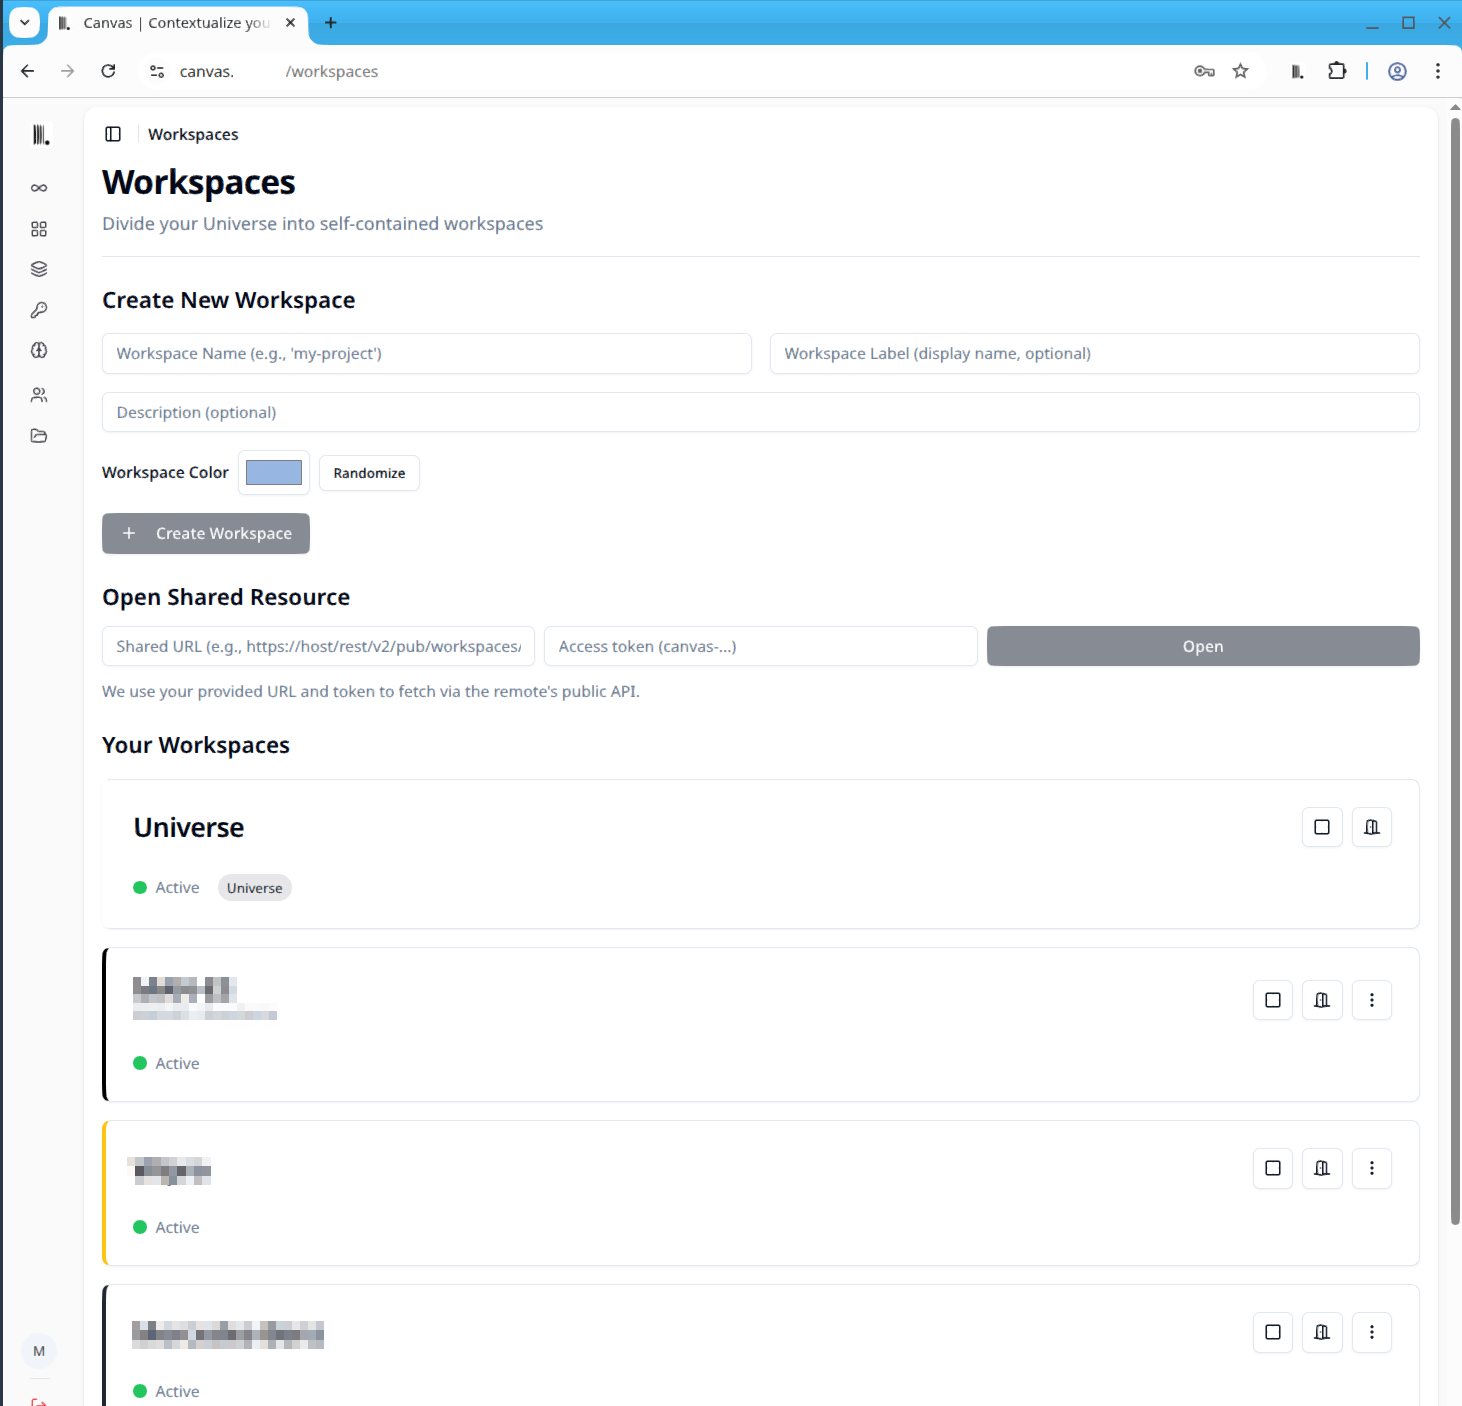 Canvas | Contextualize you
canvas. /workspaces
Workspaces
Workspaces
Divide your Universe into self-contained workspaces
Create New Workspace
Workspace Name (e.g., 'my-project') Workspace Label (display name, optional)
Description (optional)
Workspace Color Randomize
+ Create Workspace
Open Shared Resource
Shared URL (e.g., https://host/rest/v2/pub/workspaces/ Access token (canvas-...) Open
We use your provided URL and token to fetch via the remote's public API.
Your Workspaces
Universe
Active Universe
Active
Active
M
Active